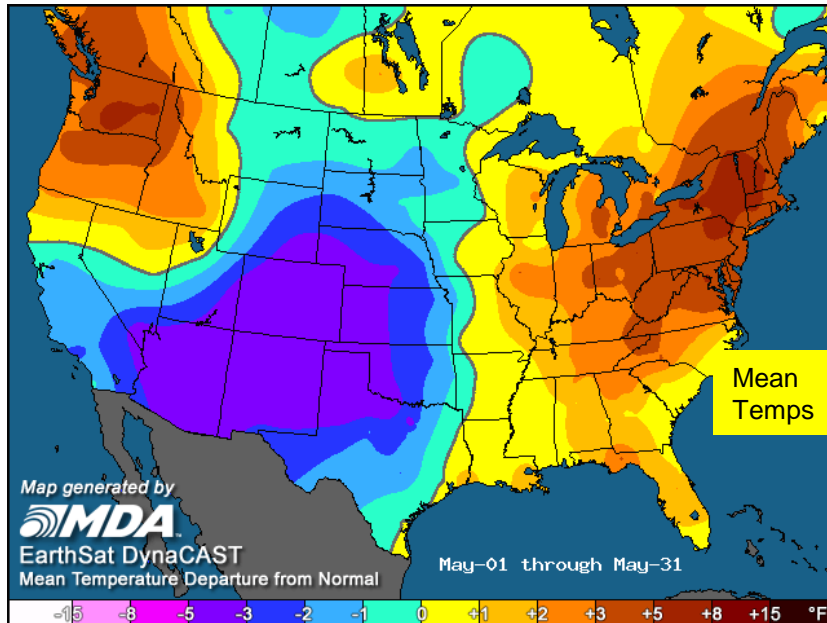 Mean
Temps
Map generated by
MDA
EarthSat DynaCAST
Mean Temperature Departure from Normal
May-01 through May-31
-15 -8 -5 -3 -2 -1 0 +1 +2 +3 +5 +8 +15 °F